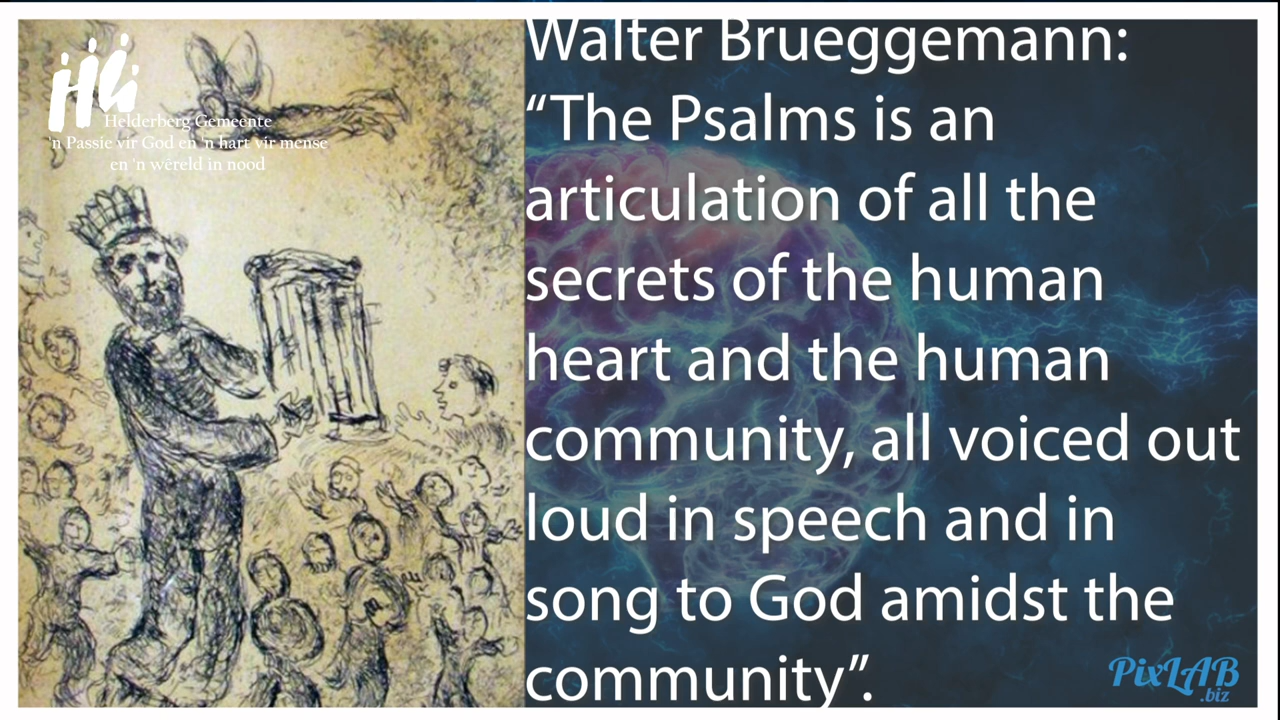 Helderberg Gemeente
'n Passie vir God en 'n hart vir mense
en 'n wêreld in nood
Walter Brueggemann:
“The Psalms is an
articulation of all the
secrets of the human
heart and the human
community, all voiced out
loud in speech and in
song to God amidst the
community”.
PixLAB
.biz